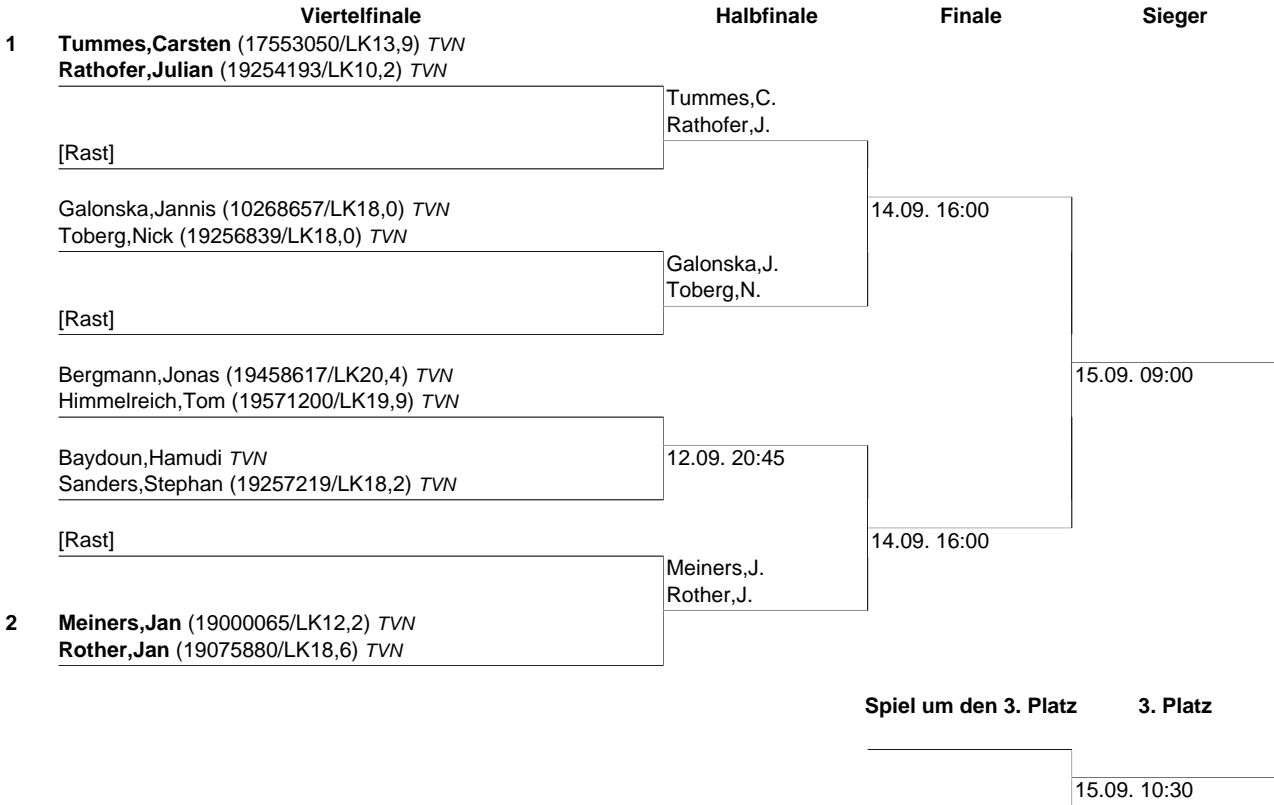 Viertelfinale Halbfinale Finale Sieger
1 Tummes,Carsten (17553050/LK13,9) TVN
Rathofer,Julian (19254193/LK10,2) TVN
Tummes,C.
Rathofer,J.
[Rast]
Galonska,Jannis (10268657/LK18,0) TVN 14.09. 16:00
Toberg,Nick (19256839/LK18,0) TVN
Galonska,J.
Toberg,N.
[Rast]
Bergmann,Jonas (19458617/LK20,4) TVN 15.09. 09:00
Himmelreich,Tom (19571200/LK19,9) TVN
Baydoun,Hamudi TVN 12.09. 20:45
Sanders,Stephan (19257219/LK18,2) TVN
[Rast] 14.09. 16:00
Meiners,J.
Rother,J.
2 Meiners,Jan (19000065/LK12,2) TVN
Rother,Jan (19075880/LK18,6) TVN
Spiel um den 3. Platz 3. Platz
15.09. 10:30